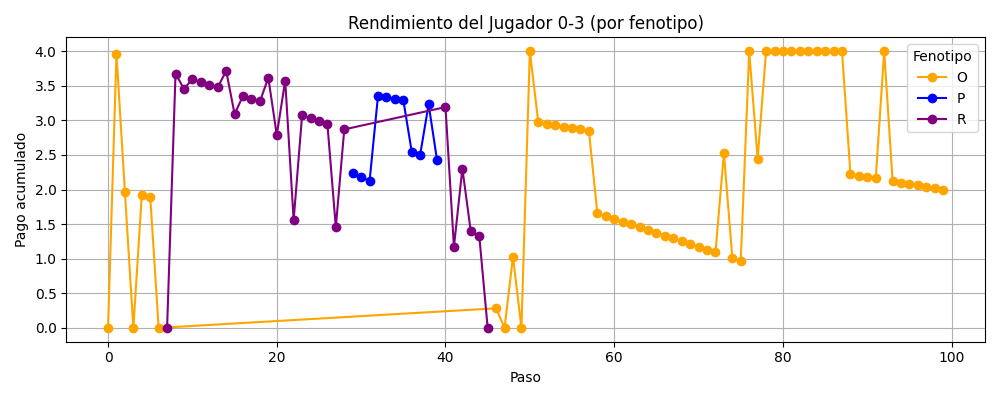 Rendimiento del Jugador 0-3 (por fenotipo)
Pago acumulado
4.0
3.5
3.0
2.5
2.0
1.5
1.0
0.5
0.0
Fenotipo
O
P
R
0 20 40 60 80 100
Paso